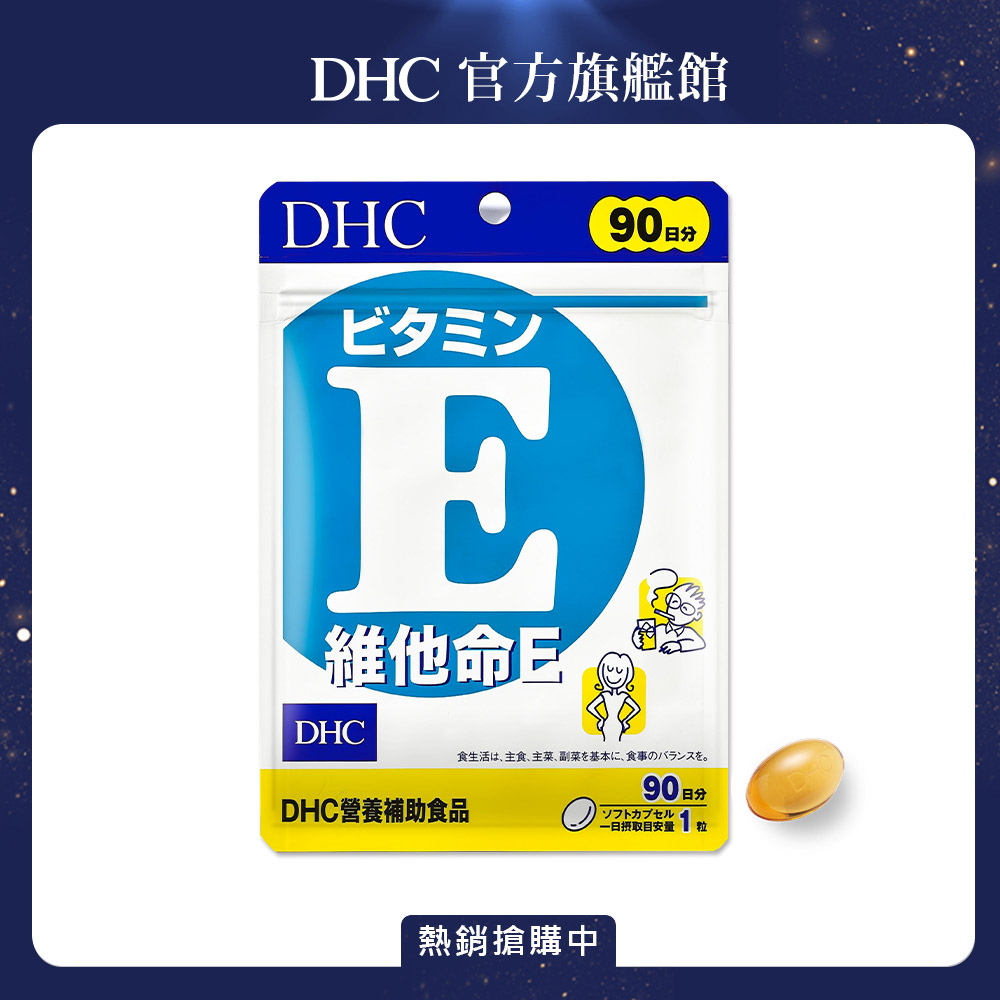 DHC 官方旗艦館
DHC
90日分
ビタミン
E
維他命E
DHC
食生活は、主食、主菜、副菜を基本に、食事のバランスを。
DHC營養補助食品
90日分
ソフトカプセル
一日摂取目安量 1粒
DHC
熱銷搶購中